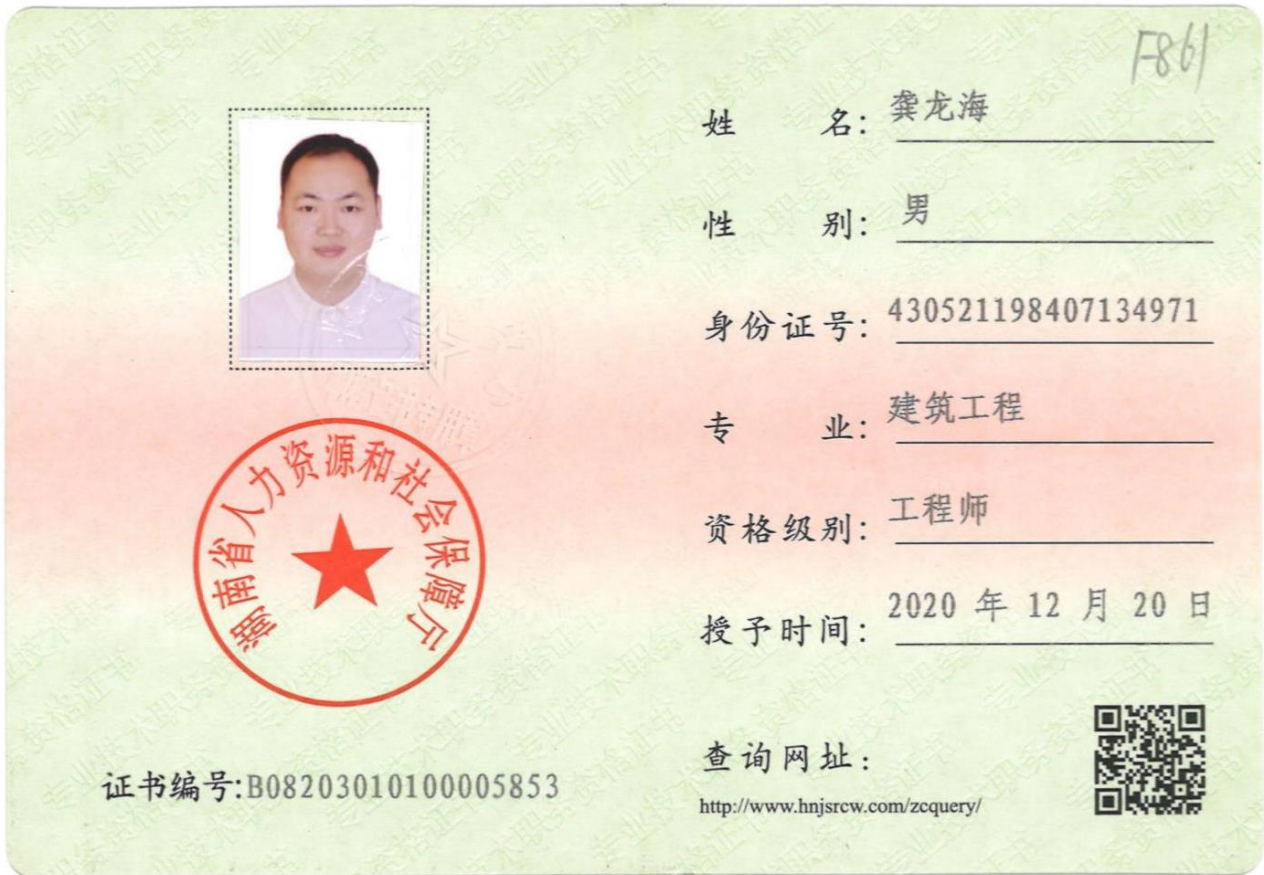 F861
姓 名: 龚龙海
性 别: 男
身份证号: 430521198407134971
专 业: 建筑工程
资格级别: 工程师
授予时间: 2020 年 12 月 20 日
湖南省人力资源和社会保障厅
证书编号:B08203010100005853
查询网址:
http://www.hnjsrcw.com/zcquery/